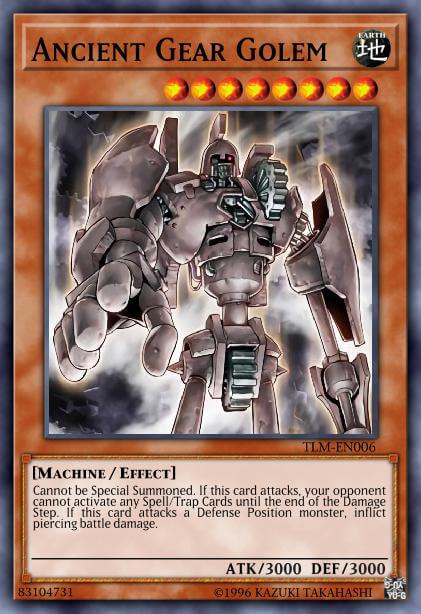 ANCIENT GEAR GOLEM
EARTH
地
TLM-EN006
[MACHINE / EFFECT]
Cannot be Special Summoned. If this card attacks, your opponent
cannot activate any Spell/Trap Cards until the end of the Damage
Step. If this card attacks a Defense Position monster, inflict
piercing battle damage.
ATK/3000 DEF/3000
83104731
©1996 KAZUKI TAKAHASHI